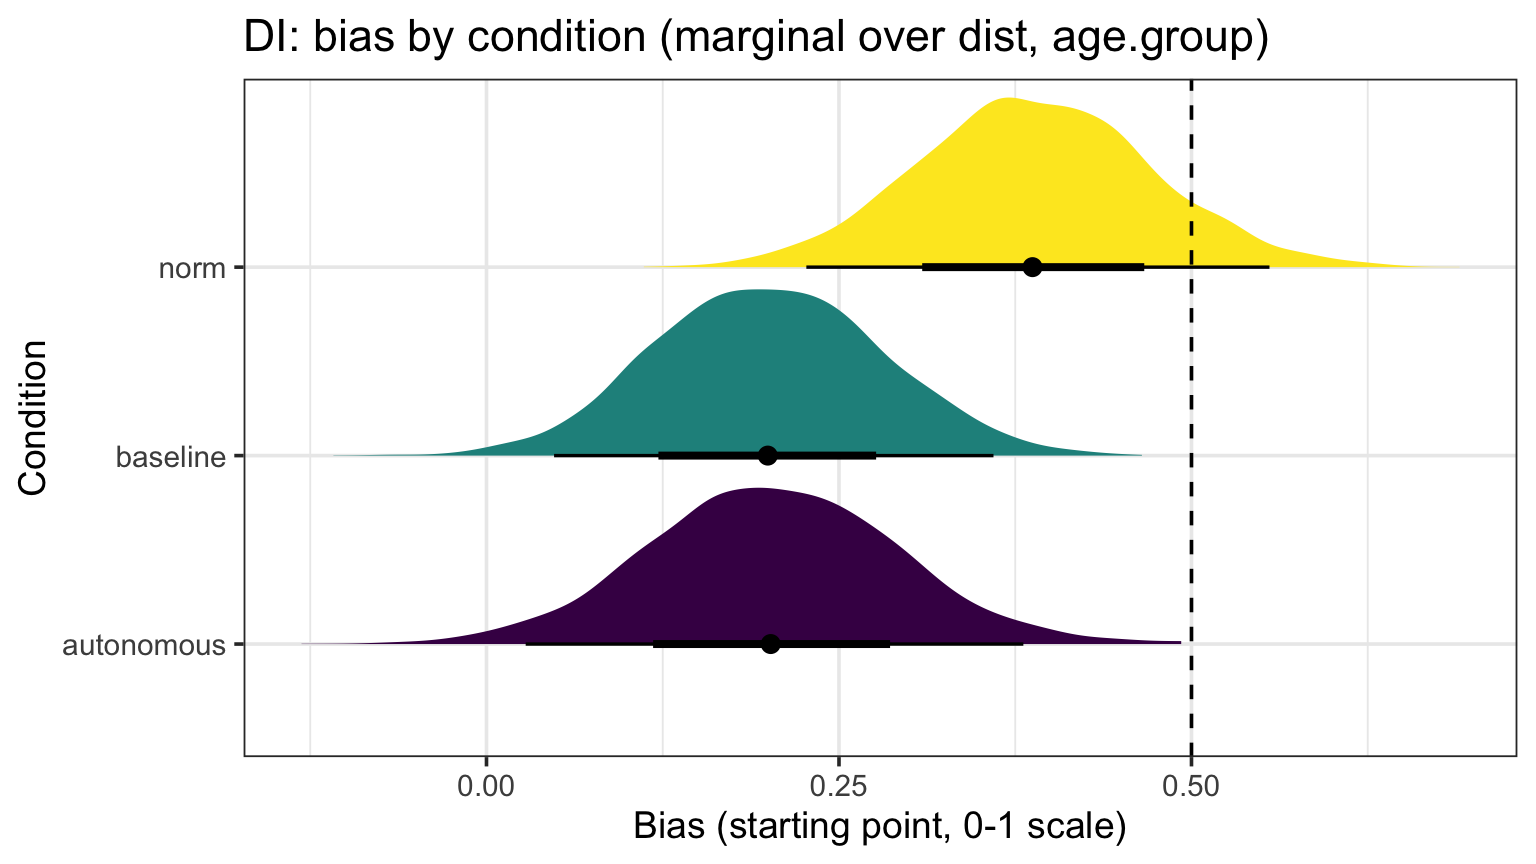 DI: bias by condition (marginal over dist, age.group)
Condition
norm
baseline
autonomous
0.00 0.25 0.50
Bias (starting point, 0-1 scale)